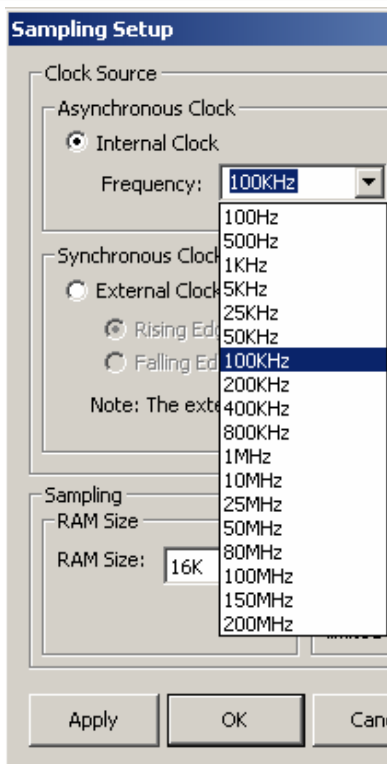 Sampling Setup
Clock Source
Asynchronous Clock
Internal Clock
Frequency: 100KHz
100Hz
500Hz
1KHz
5KHz
25KHz
50KHz
100KHz
200KHz
400KHz
800KHz
1MHz
10MHz
25MHz
50MHz
80MHz
100MHz
150MHz
200MHz
Synchronous Clock
External Clock
Rising Ed
Falling Ed
Note: The exte
Sampling
RAM Size
RAM Size: 16K
Apply
OK
Canc